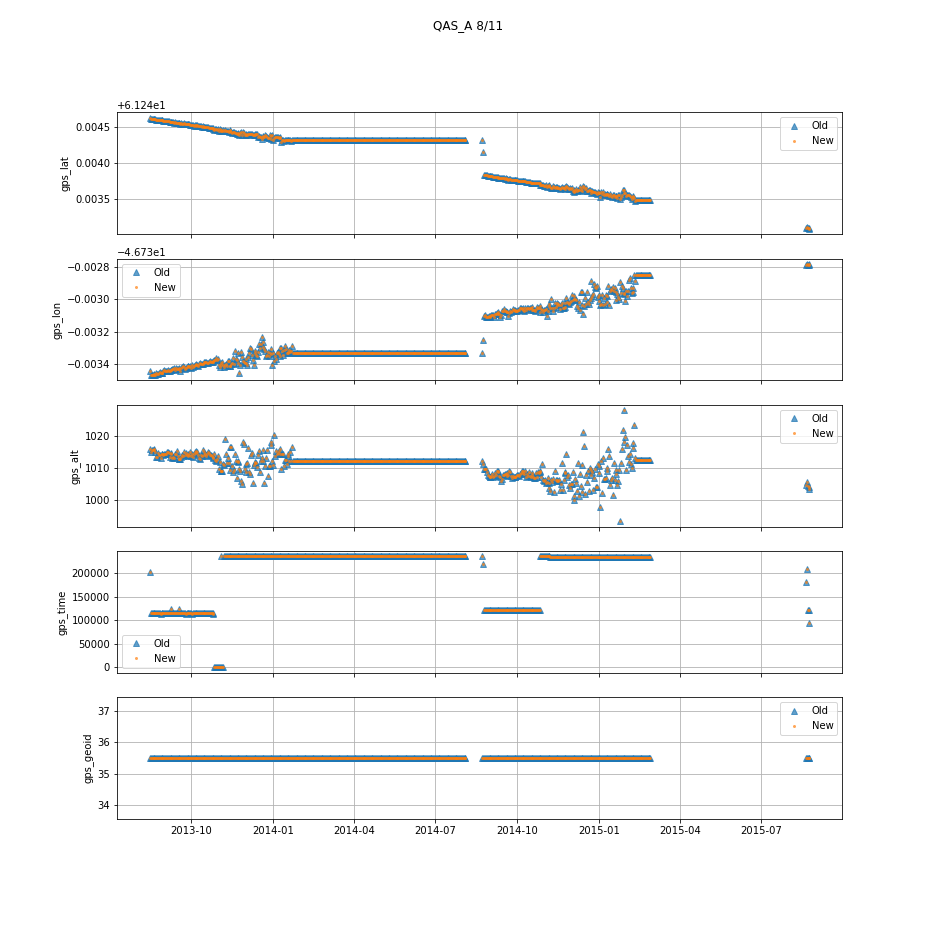 QAS_A 8/11
+6.124e1
0.0045
0.0040
0.0035
gps_lat
Old
New
−4.673e1
−0.0028
−0.0030
−0.0032
−0.0034
gps_lon
Old
New
1020
1010
1000
gps_alt
Old
New
200000
150000
100000
50000
0
gps_time
Old
New
37
36
35
34
gps_geoid
Old
New
2013-10 2014-01 2014-04 2014-07 2014-10 2015-01 2015-04 2015-07